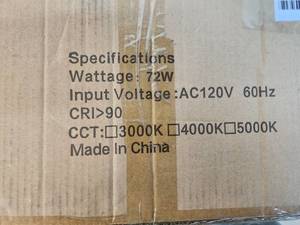 Specifications
Wattage: 72W
Input Voltage:AC120V 60Hz
CRI>90
CCT:□3000K □4000K□5000K
Made In China